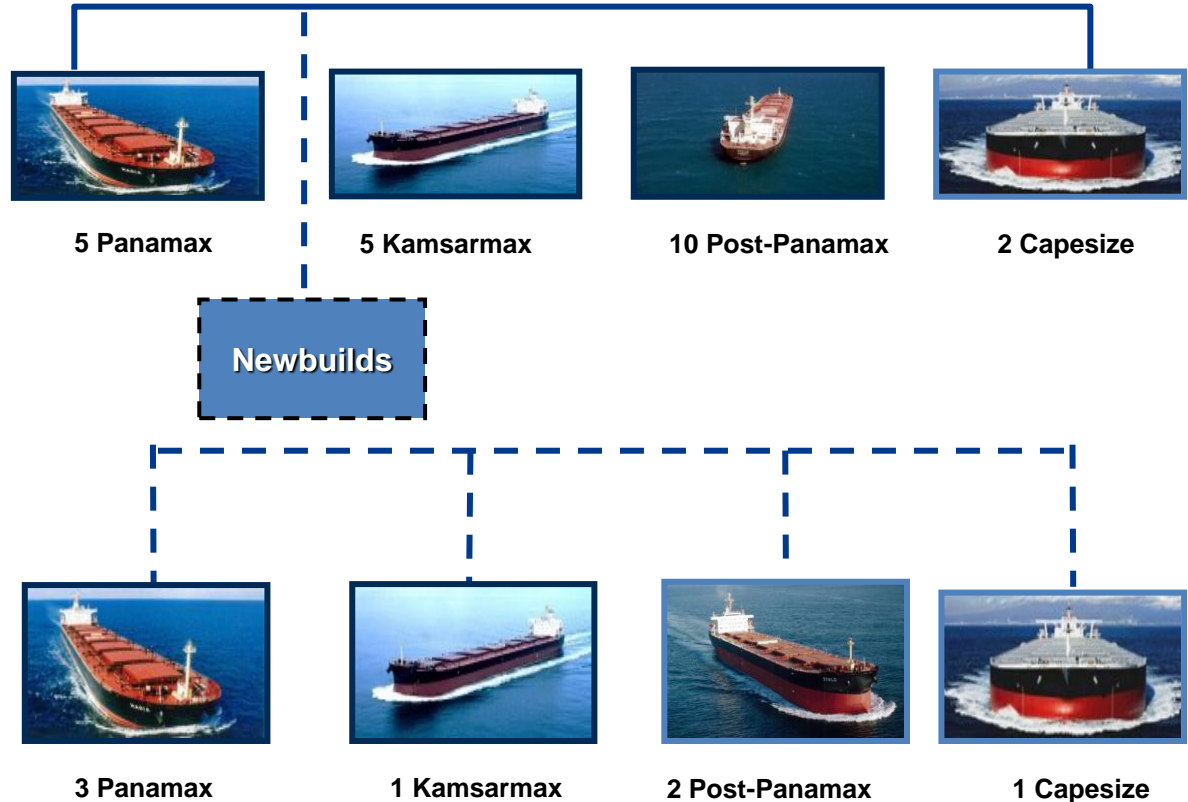 5 Panamax
5 Kamsarmax
10 Post-Panamax
2 Capesize
Newbuilds
3 Panamax
1 Kamsarmax
2 Post-Panamax
1 Capesize